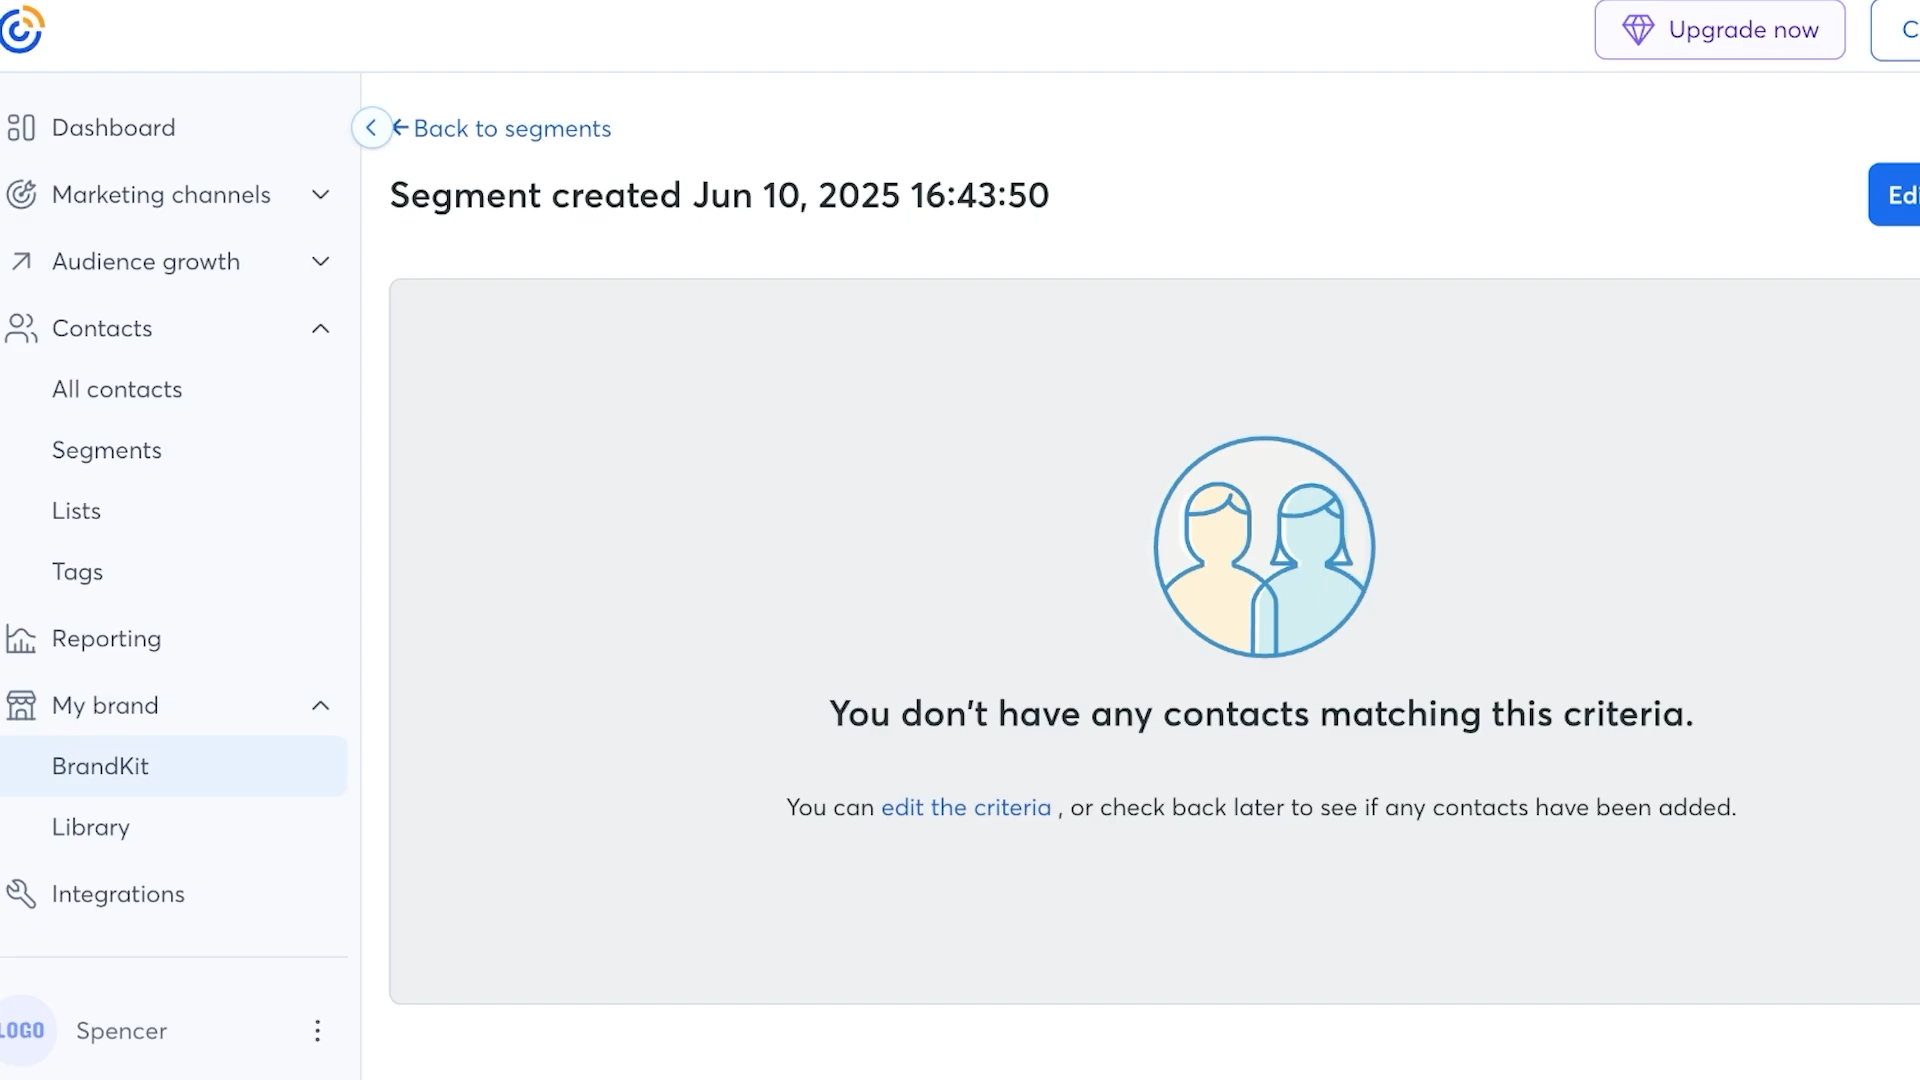 Upgrade now
C
Dashboard
Marketing channels
Audience growth
Contacts
All contacts
Segments
Lists
Tags
Reporting
My brand
BrandKit
Library
Integrations
LOGO
Spencer
Back to segments
Segment created Jun 10, 2025 16:43:50
Edi
You don't have any contacts matching this criteria.
You can edit the criteria , or check back later to see if any contacts have been added.